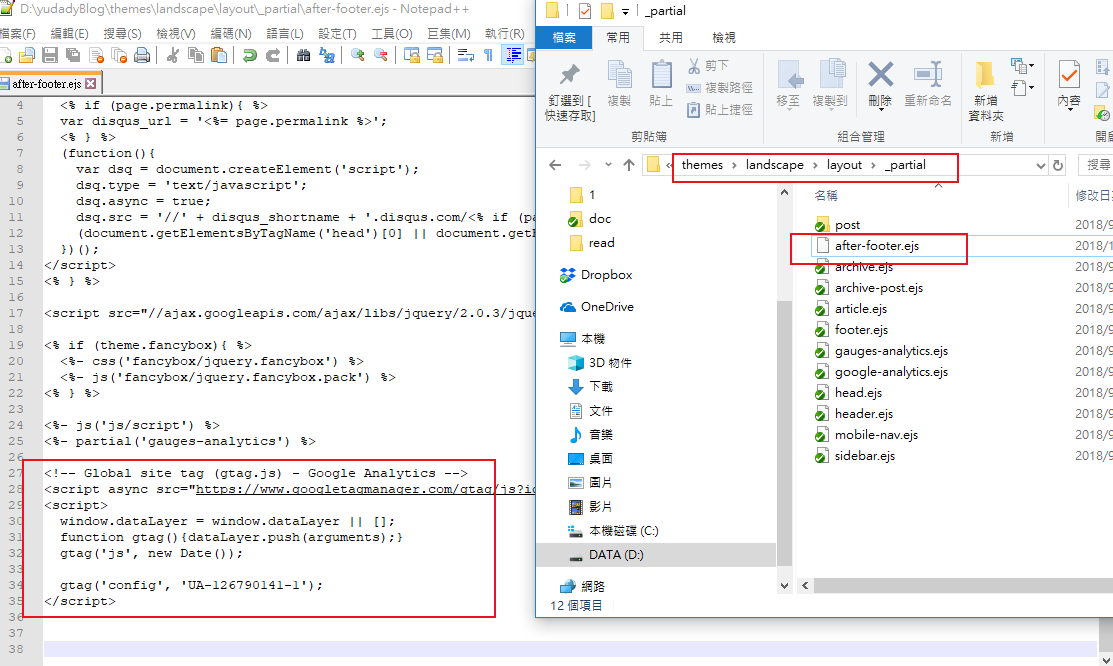 D:\yudadyBlog\themes\landscape\layout\_partial\after-footer.ejs - Notepad++
檔案(F) 編輯(E) 搜尋(S) 檢視(V) 編碼(N) 語言(L) 設定(T) 工具(O) 巨集(M) 執行(R)
after-footer.ejs
4 <% if (page.permalink){ %>
5 var disqus_url = '<%= page.permalink %>';
6 <% } %>
7 (function(){
8 var dsq = document.createElement('script');
9 dsq.type = 'text/javascript';
10 dsq.async = true;
11 dsq.src = '//' + disqus_shortname + '.disqus.com/<% if (pa
12 (document.getElementsByTagName('head')[0] || document.get
13 })();
14 </script>
15 <% } %>
16
17 <script src="//ajax.googleapis.com/ajax/libs/jquery/2.0.3/jque
18
19 <% if (theme.fancybox){ %>
20 <%- css('fancybox/jquery.fancybox') %>
21 <%- js('fancybox/jquery.fancybox.pack') %>
22 <% } %>
23
24 <%- js('js/script') %>
25 <%- partial('gauges-analytics') %>
26
27 <!-- Global site tag (gtag.js) - Google Analytics -->
28 <script async src="https://www.googletagmanager.com/gtag/js?id
29 <script>
30 window.dataLayer = window.dataLayer || [];
31 function gtag(){dataLayer.push(arguments);}
32 gtag('js', new Date());
33
34 gtag('config', 'UA-126790141-1');
35 </script>
36
37
38
_partial
檔案 常用 共用 檢視
釘選到 [
快速存取]
複製
貼上
剪下
複製路徑
貼上捷徑
剪貼簿
移至
複製到
刪除
重新命名
組合管理
新增
資料夾
新增
內容
開啟
« themes › landscape › layout › _partial
搜尋
1
doc
read
Dropbox
OneDrive
本機
3D 物件
下載
文件
音樂
桌面
圖片
影片
本機磁碟 (C:)
DATA (D:)
網路
名稱 修改日期
post 2018/9
after-footer.ejs 2018/1
archive.ejs 2018/9
archive-post.ejs 2018/9
article.ejs 2018/9
footer.ejs 2018/9
gauges-analytics.ejs 2018/9
google-analytics.ejs 2018/9
head.ejs 2018/9
header.ejs 2018/9
mobile-nav.ejs 2018/9
sidebar.ejs 2018/9
12 個項目